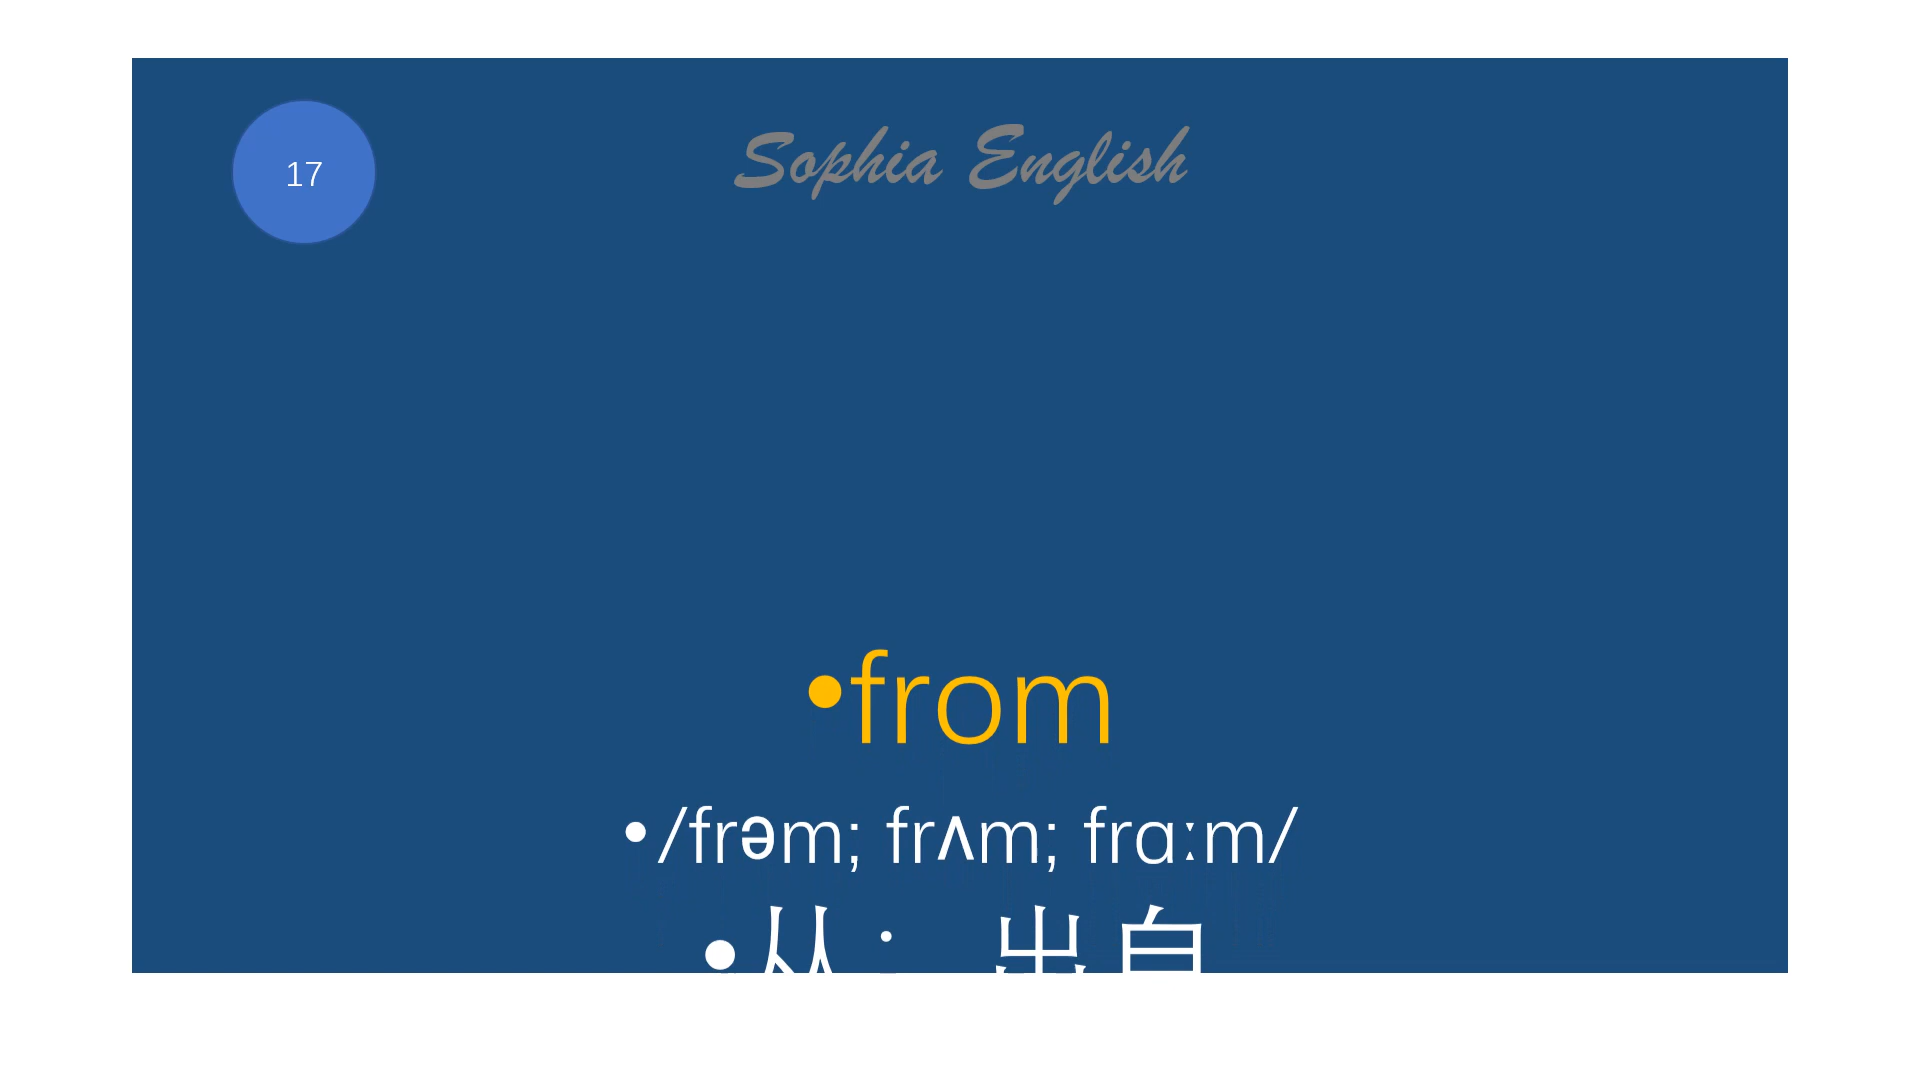 17
Sophia English
•from
•/frəm; frʌm; frɑːm/
•从； 出自